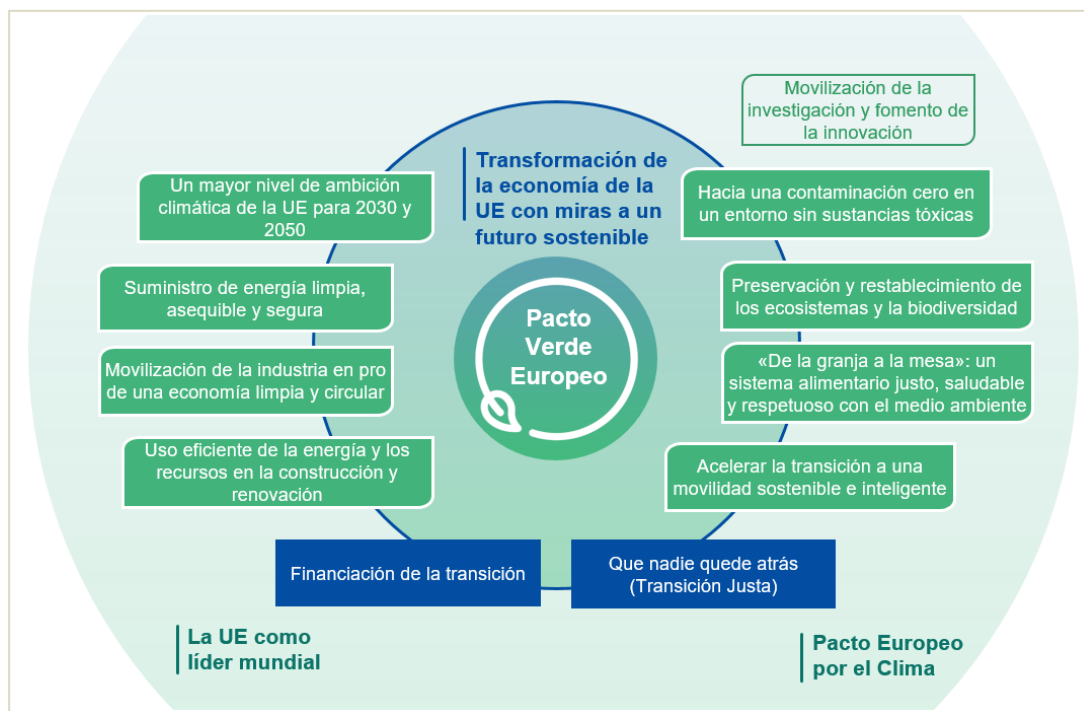 Movilización de la
investigación y fomento de
la innovación
Transformación de
la economía de la
UE con miras a un
futuro sostenible
Un mayor nivel de ambición
climática de la UE para 2030 y
2050
Hacia una contaminación cero en
un entorno sin sustancias tóxicas
Suministro de energía limpia,
asequible y segura
Preservación y restablecimiento de
los ecosistemas y la biodiversidad
Pacto
Verde
Europeo
Movilización de la industria en pro
de una economía limpia y circular
«De la granja a la mesa»: un
sistema alimentario justo, saludable
y respetuoso con el medio ambiente
Uso eficiente de la energía y los
recursos en la construcción y
renovación
Acelerar la transición a una
movilidad sostenible e inteligente
Financiación de la transición
Que nadie quede atrás
(Transición Justa)
La UE como
líder mundial
Pacto Europeo
por el Clima